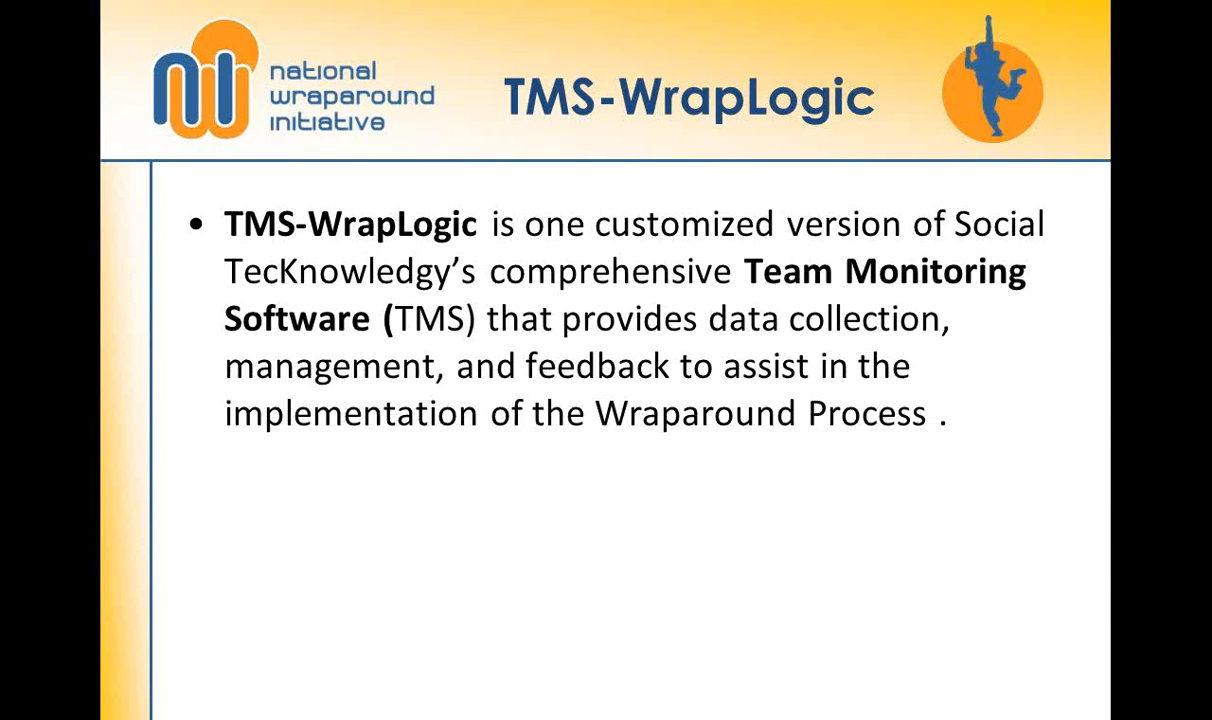 national
wraparound
initiative
TMS-WrapLogic
• TMS-WrapLogic is one customized version of Social
TecKnowledgy’s comprehensive Team Monitoring
Software (TMS) that provides data collection,
management, and feedback to assist in the
implementation of the Wraparound Process .